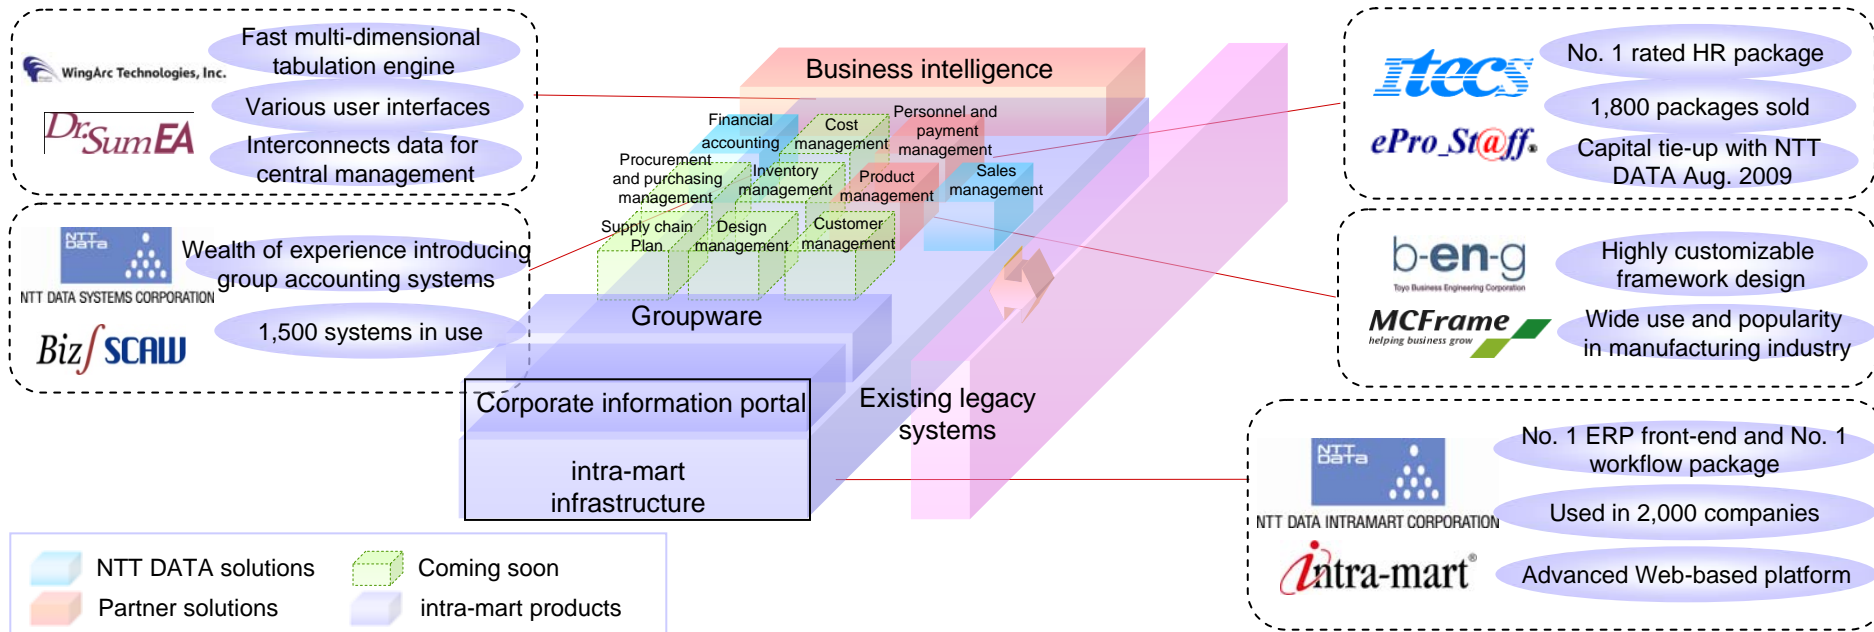 WingArc Technologies, Inc.
Dr.Sum EA
Fast multi-dimensional
tabulation engine
Various user interfaces
Interconnects data for
central management
NTT
DATA
NTT DATA SYSTEMS CORPORATION
Biz∫SCAW
Wealth of experience introducing
group accounting systems
1,500 systems in use
Business intelligence
Financial
accounting
Cost
management
Personnel and
payment
management
Procurement
and purchasing
management
Inventory
management
Product
management
Sales
management
Supply chain
Plan
Design
management
Customer
management
Groupware
Corporate information portal
intra-mart
infrastructure
Existing legacy
systems
itecs
ePro_St@ff®
No. 1 rated HR package
1,800 packages sold
Capital tie-up with NTT
DATA Aug. 2009
b-en-g
Toyo Business Engineering Corporation
MCFrame
helping business grow
Highly customizable
framework design
Wide use and popularity
in manufacturing industry
NTT
DATA
NTT DATA INTRAMART CORPORATION
intra-mart®
No. 1 ERP front-end and No. 1
workflow package
Used in 2,000 companies
Advanced Web-based platform
NTT DATA solutions
Coming soon
Partner solutions
intra-mart products